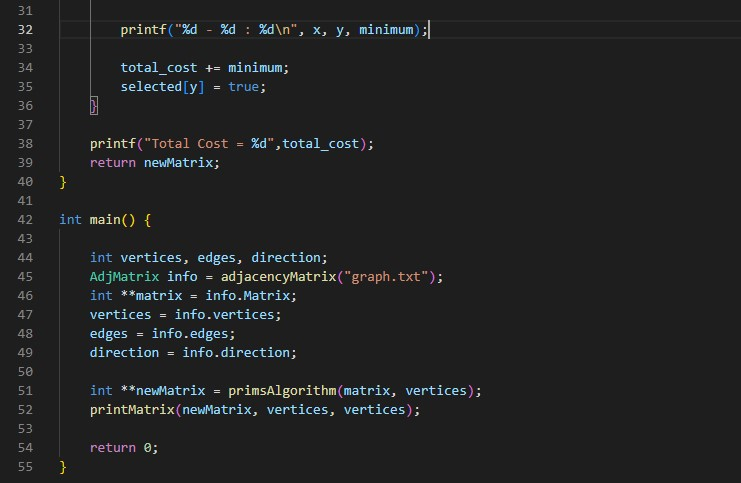 31
32 printf("%d - %d : %d\n", x, y, minimum);
33
34 total_cost += minimum;
35 selected[y] = true;
36 }
37
38 printf("Total Cost = %d",total_cost);
39 return newMatrix;
40 }
41
42 int main() {
43
44 int vertices, edges, direction;
45 AdjMatrix info = adjacencyMatrix("graph.txt");
46 int **matrix = info.Matrix;
47 vertices = info.vertices;
48 edges = info.edges;
49 direction = info.direction;
50
51 int **newMatrix = primsAlgorithm(matrix, vertices);
52 printMatrix(newMatrix, vertices, vertices);
53
54 return 0;
55 }